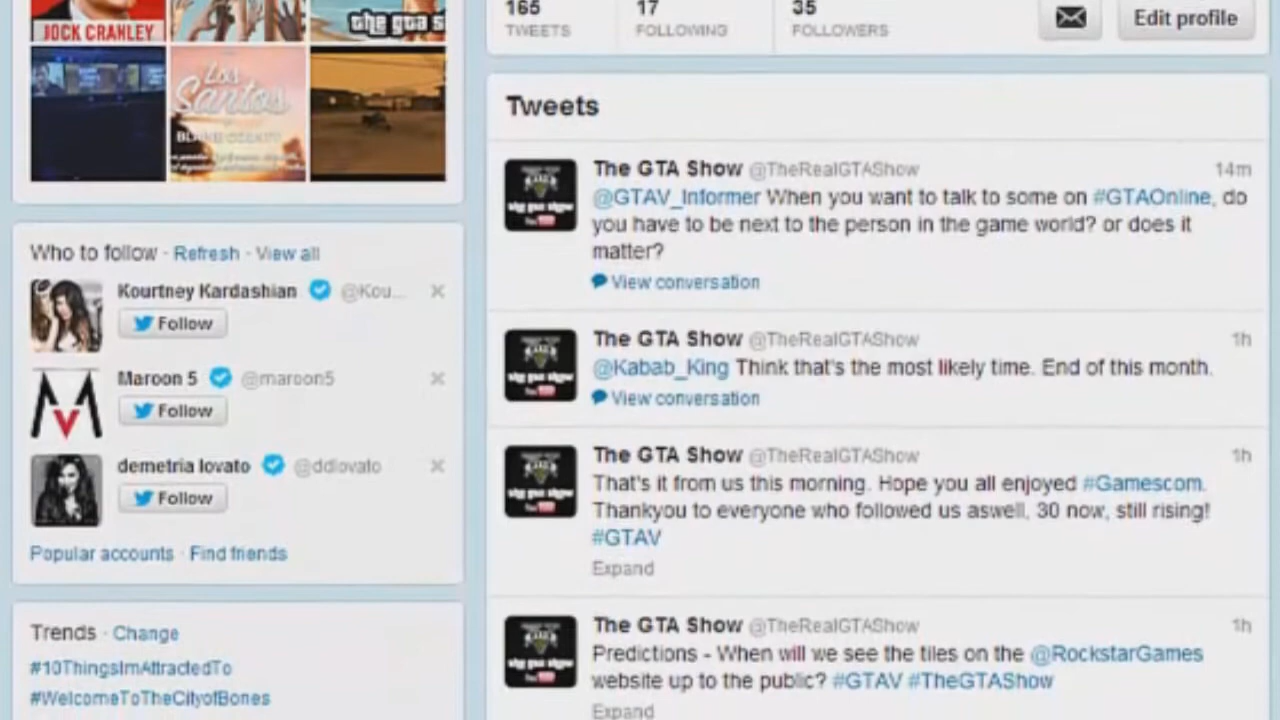 JOCK CRANLEY
the gta s
Los
Santos
165
TWEETS
17
FOLLOWING
35
FOLLOWERS
Edit profile
Tweets
The GTA Show @TheRealGTAShow 14m
@GTAV_Informer When you want to talk to some on #GTAOnline, do
you have to be next to the person in the game world? or does it
matter?
View conversation
The GTA Show @TheRealGTAShow 1h
@Kabab_King Think that's the most likely time. End of this month.
View conversation
The GTA Show @TheRealGTAShow 1h
That's it from us this morning. Hope you all enjoyed #Gamescom.
Thankyou to everyone who followed us aswell, 30 now, still rising!
#GTAV
Expand
The GTA Show @TheRealGTAShow 1h
Predictions - When will we see the tiles on the @RockstarGames
website up to the public? #GTAV #TheGTAShow
Expand
Who to follow · Refresh · View all
Kourtney Kardashian @Kou...
Follow
Maroon 5 @maroon5
Follow
demetria lovato @ddlovato
Follow
Popular accounts · Find friends
Trends · Change
#10ThingsImAttractedTo
#WelcomeToTheCityofBones